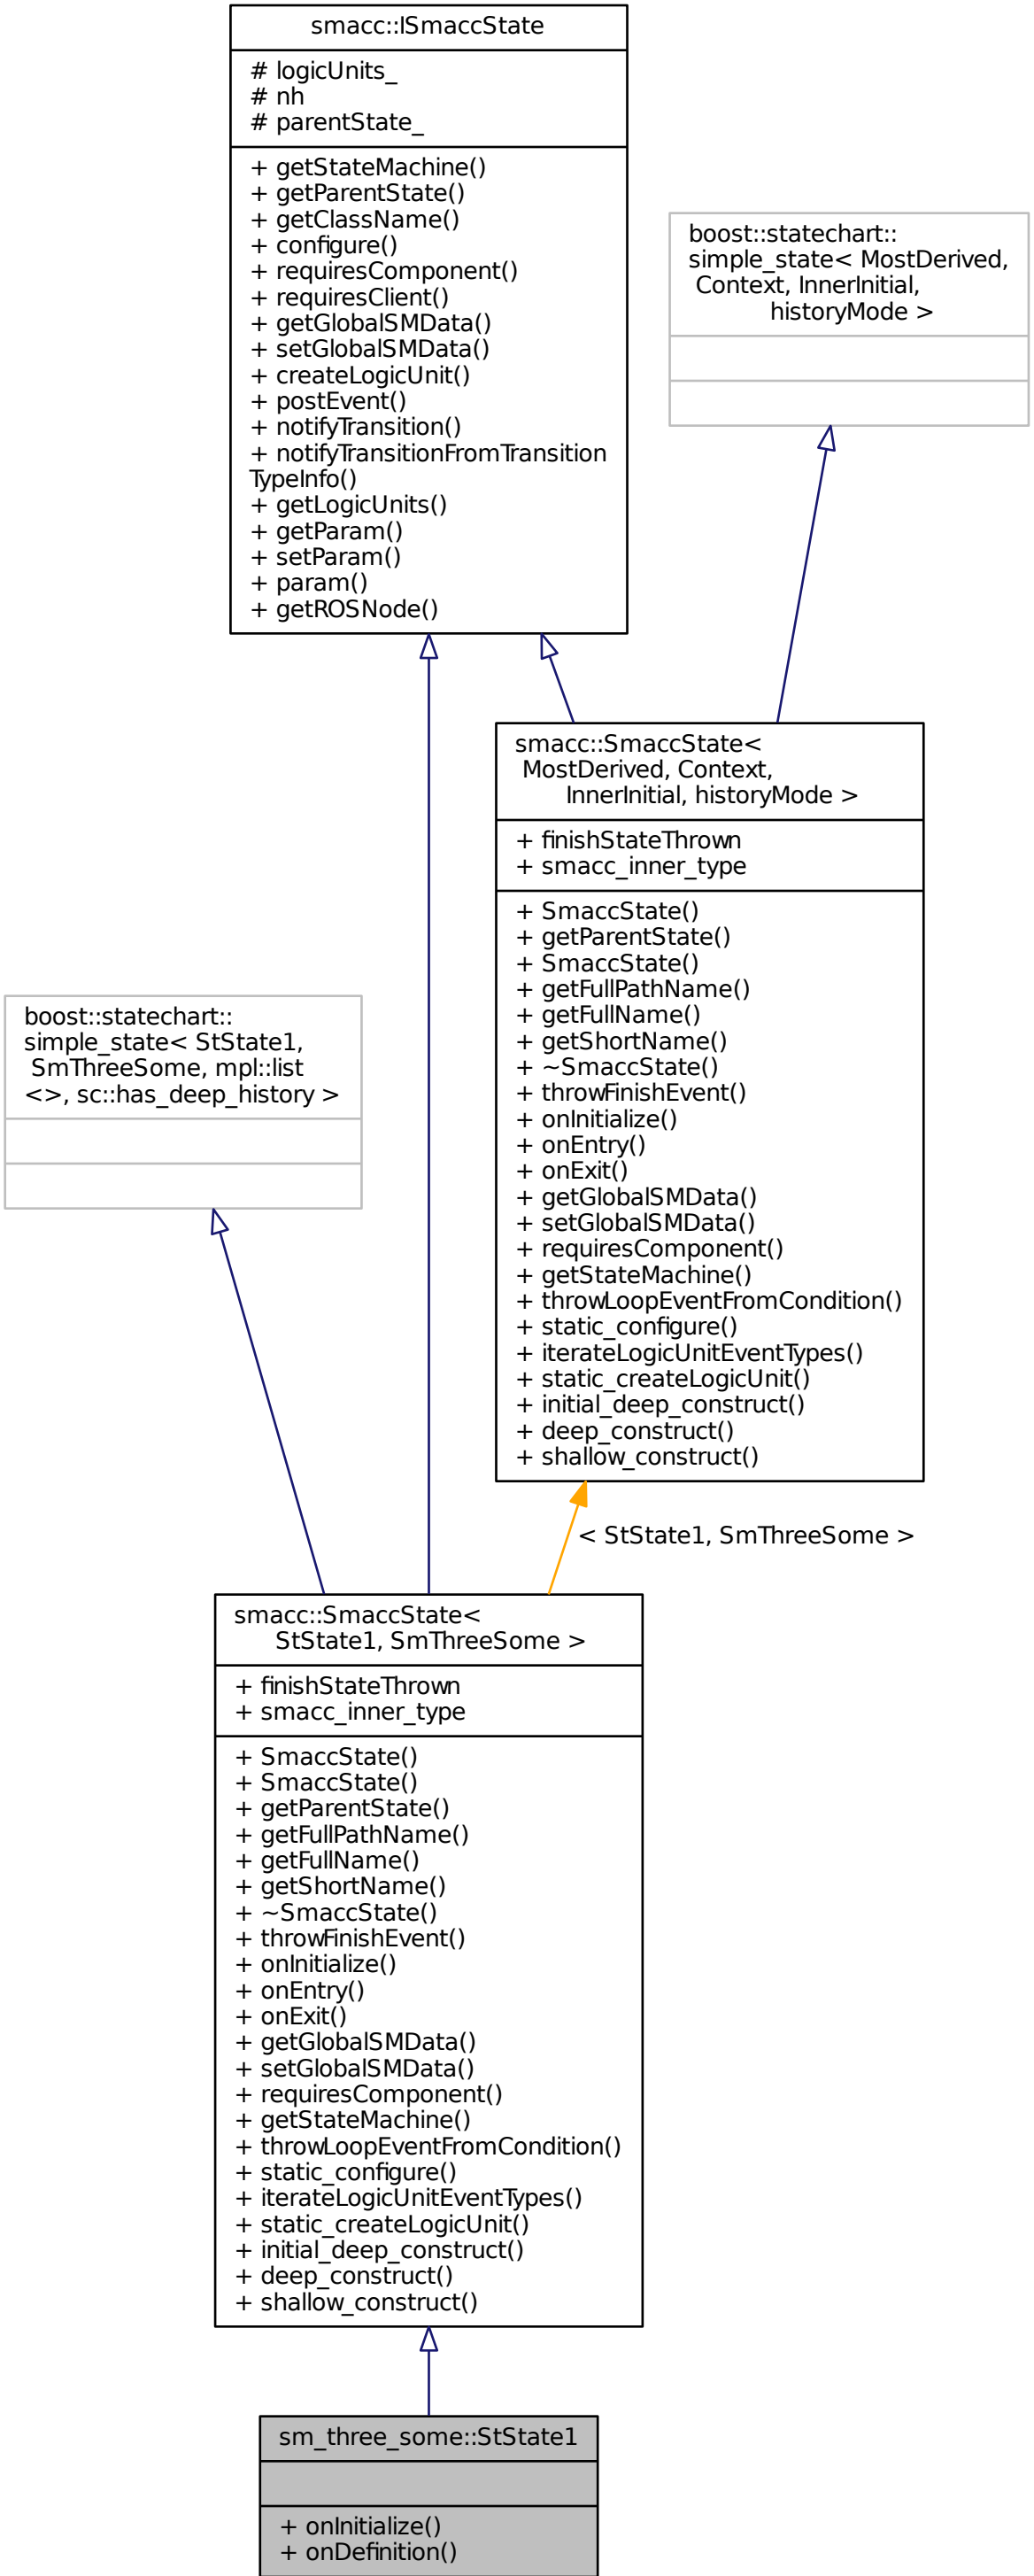 smacc::ISmaccState
# logicUnits_
# nh
# parentState_
+ getStateMachine()
+ getParentState()
+ getClassName()
+ configure()
+ requiresComponent()
+ requiresClient()
+ getGlobalSMData()
+ setGlobalSMData()
+ createLogicUnit()
+ postEvent()
+ notifyTransition()
+ notifyTransitionFromTransition
TypeInfo()
+ getLogicUnits()
+ getParam()
+ setParam()
+ param()
+ getROSNode()
boost::statechart::
simple_state< MostDerived,
Context, InnerInitial,
historyMode >
smacc::SmaccState<
MostDerived, Context,
InnerInitial, historyMode >
+ finishStateThrown
+ smacc_inner_type
+ SmaccState()
+ getParentState()
+ SmaccState()
+ getFullPathName()
+ getFullName()
+ getShortName()
+ ~SmaccState()
+ throwFinishEvent()
+ onInitialize()
+ onEntry()
+ onExit()
+ getGlobalSMData()
+ setGlobalSMData()
+ requiresComponent()
+ getStateMachine()
+ throwLoopEventFromCondition()
+ static_configure()
+ iterateLogicUnitEventTypes()
+ static_createLogicUnit()
+ initial_deep_construct()
+ deep_construct()
+ shallow_construct()
boost::statechart::
simple_state< StState1,
SmThreeSome, mpl::list
<>, sc::has_deep_history >
< StState1, SmThreeSome >
smacc::SmaccState<
StState1, SmThreeSome >
+ finishStateThrown
+ smacc_inner_type
+ SmaccState()
+ SmaccState()
+ getParentState()
+ getFullPathName()
+ getFullName()
+ getShortName()
+ ~SmaccState()
+ throwFinishEvent()
+ onInitialize()
+ onEntry()
+ onExit()
+ getGlobalSMData()
+ setGlobalSMData()
+ requiresComponent()
+ getStateMachine()
+ throwLoopEventFromCondition()
+ static_configure()
+ iterateLogicUnitEventTypes()
+ static_createLogicUnit()
+ initial_deep_construct()
+ deep_construct()
+ shallow_construct()
sm_three_some::StState1
+ onInitialize()
+ onDefinition()